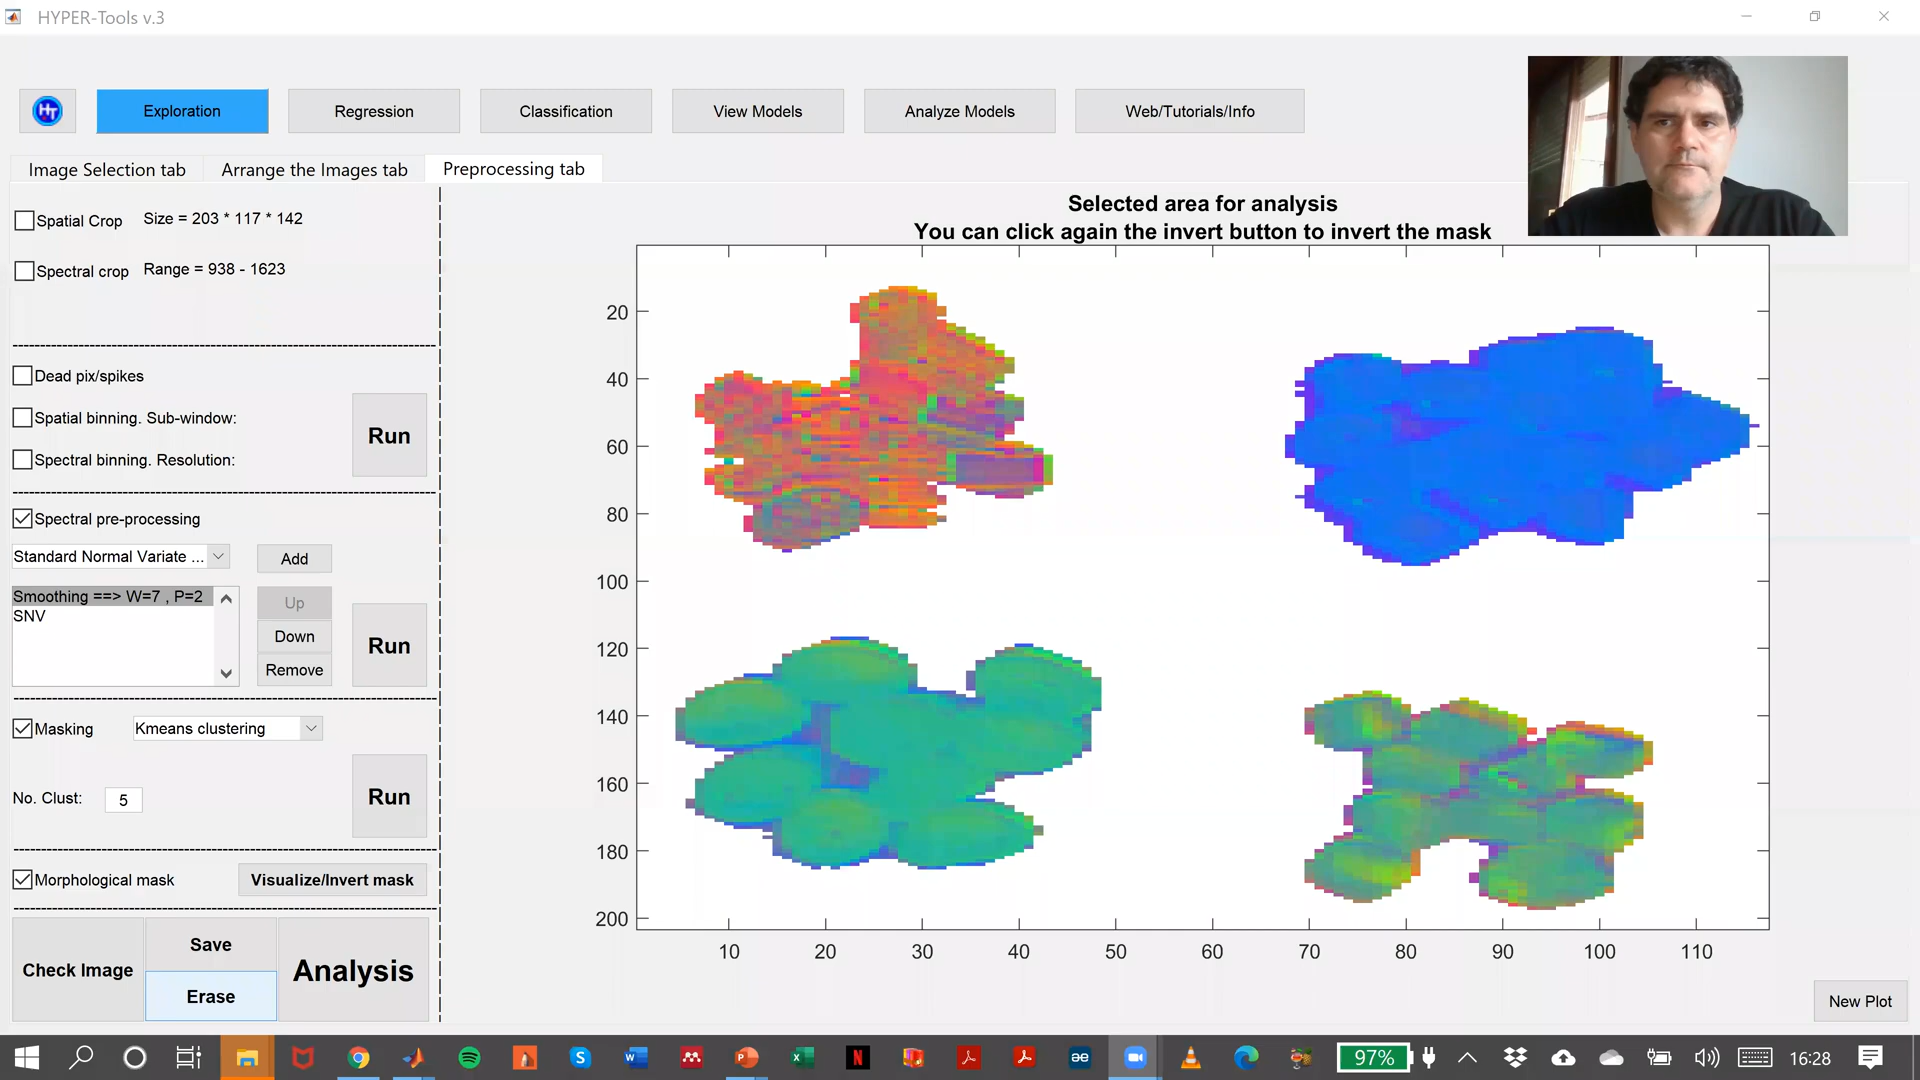 HYPER-Tools v.3
HT
Exploration
Regression
Classification
View Models
Analyze Models
Web/Tutorials/Info
Image Selection tab
Arrange the Images tab
Preprocessing tab
Spatial Crop Size = 203 * 117 * 142
Spectral crop Range = 938 - 1623
Dead pix/spikes
Spatial binning. Sub-window:
Spectral binning. Resolution:
Run
Spectral pre-processing
Standard Normal Variate ...
Add
Smoothing ==> W=7 , P=2
SNV
Up
Down
Remove
Run
Masking
Kmeans clustering
No. Clust: 5
Run
Morphological mask
Visualize/Invert mask
Check Image
Save
Erase
Analysis
Selected area for analysis
You can click again the invert button to invert the mask
20
40
60
80
100
120
140
160
180
200
10 20 30 40 50 60 70 80 90 100 110
New Plot
97%
16:28